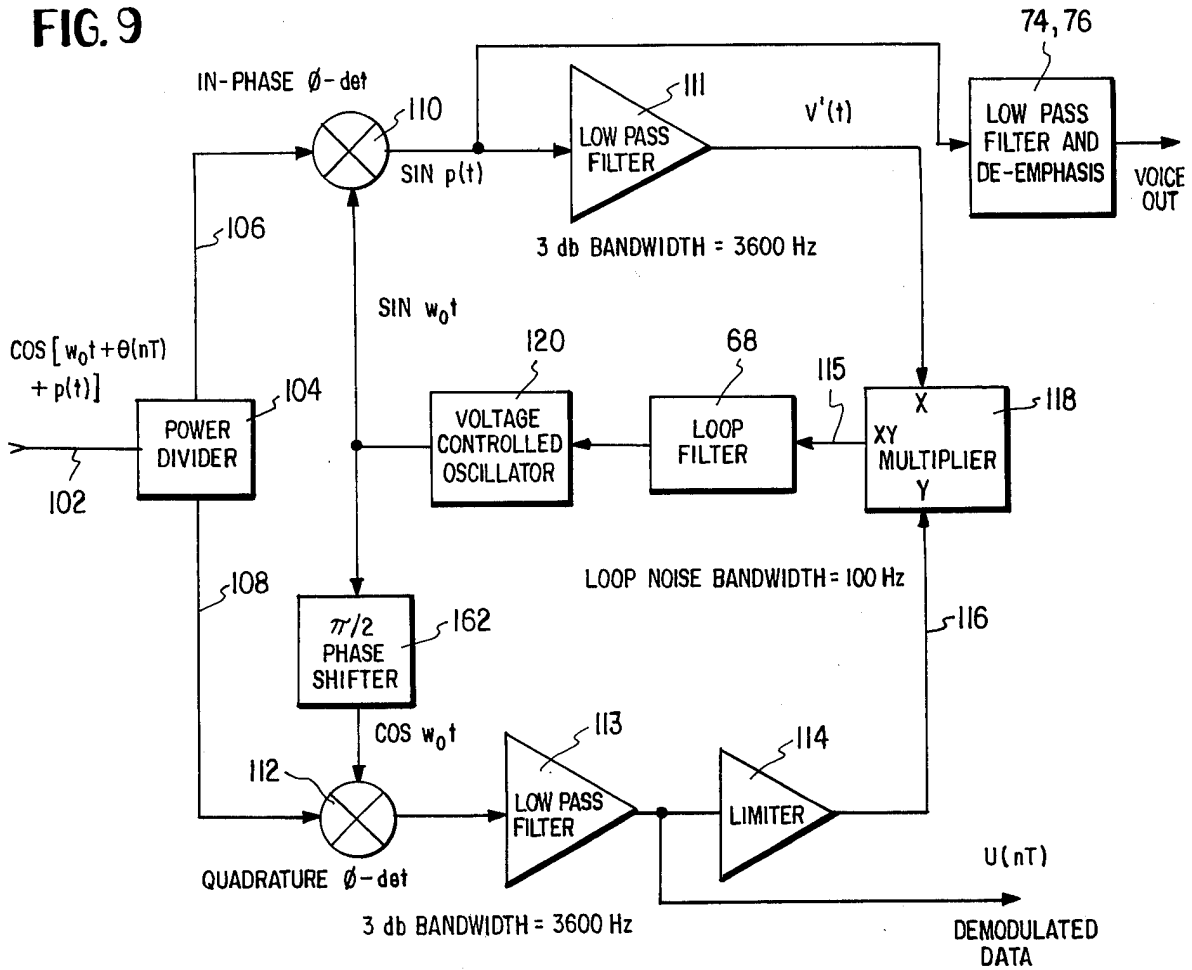 FIG. 9
74, 76
IN-PHASE ϕ-det
110
111
V'(t)
LOW PASS
FILTER
LOW PASS
FILTER AND
DE-EMPHASIS
SIN p(t)
VOICE
OUT
106
3 db BANDWIDTH = 3600 Hz
SIN w₀t
COS [w₀t + θ(nT)
+ p(t)]
104
120
68
115
118
POWER
DIVIDER
VOLTAGE
CONTROLLED
OSCILLATOR
LOOP
FILTER
X
XY
MULTIPLIER
Y
102
108
LOOP NOISE BANDWIDTH = 100 Hz
π/2
PHASE
SHIFTER
162
116
COS w₀t
113
114
112
LOW PASS
FILTER
LIMITER
QUADRATURE ϕ-det
U(nT)
3 db BANDWIDTH = 3600 Hz
DEMODULATED
DATA